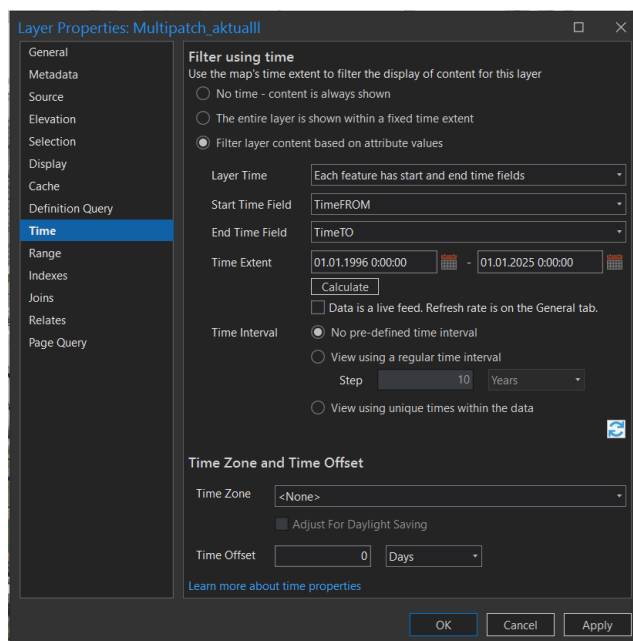 Layer Properties: Multipatch_aktualll
General
Metadata
Source
Elevation
Selection
Display
Cache
Definition Query
Time
Range
Indexes
Joins
Relates
Page Query
Filter using time
Use the map's time extent to filter the display of content for this layer
No time - content is always shown
The entire layer is shown within a fixed time extent
Filter layer content based on attribute values
Layer Time Each feature has start and end time fields
Start Time Field TimeFROM
End Time Field TimeTO
Time Extent 01.01.1996 0:00:00 - 01.01.2025 0:00:00
Calculate
Data is a live feed. Refresh rate is on the General tab.
Time Interval No pre-defined time interval
View using a regular time interval
Step 10 Years
View using unique times within the data
Time Zone and Time Offset
Time Zone <None>
Adjust For Daylight Saving
Time Offset 0 Days
Learn more about time properties
OK Cancel Apply